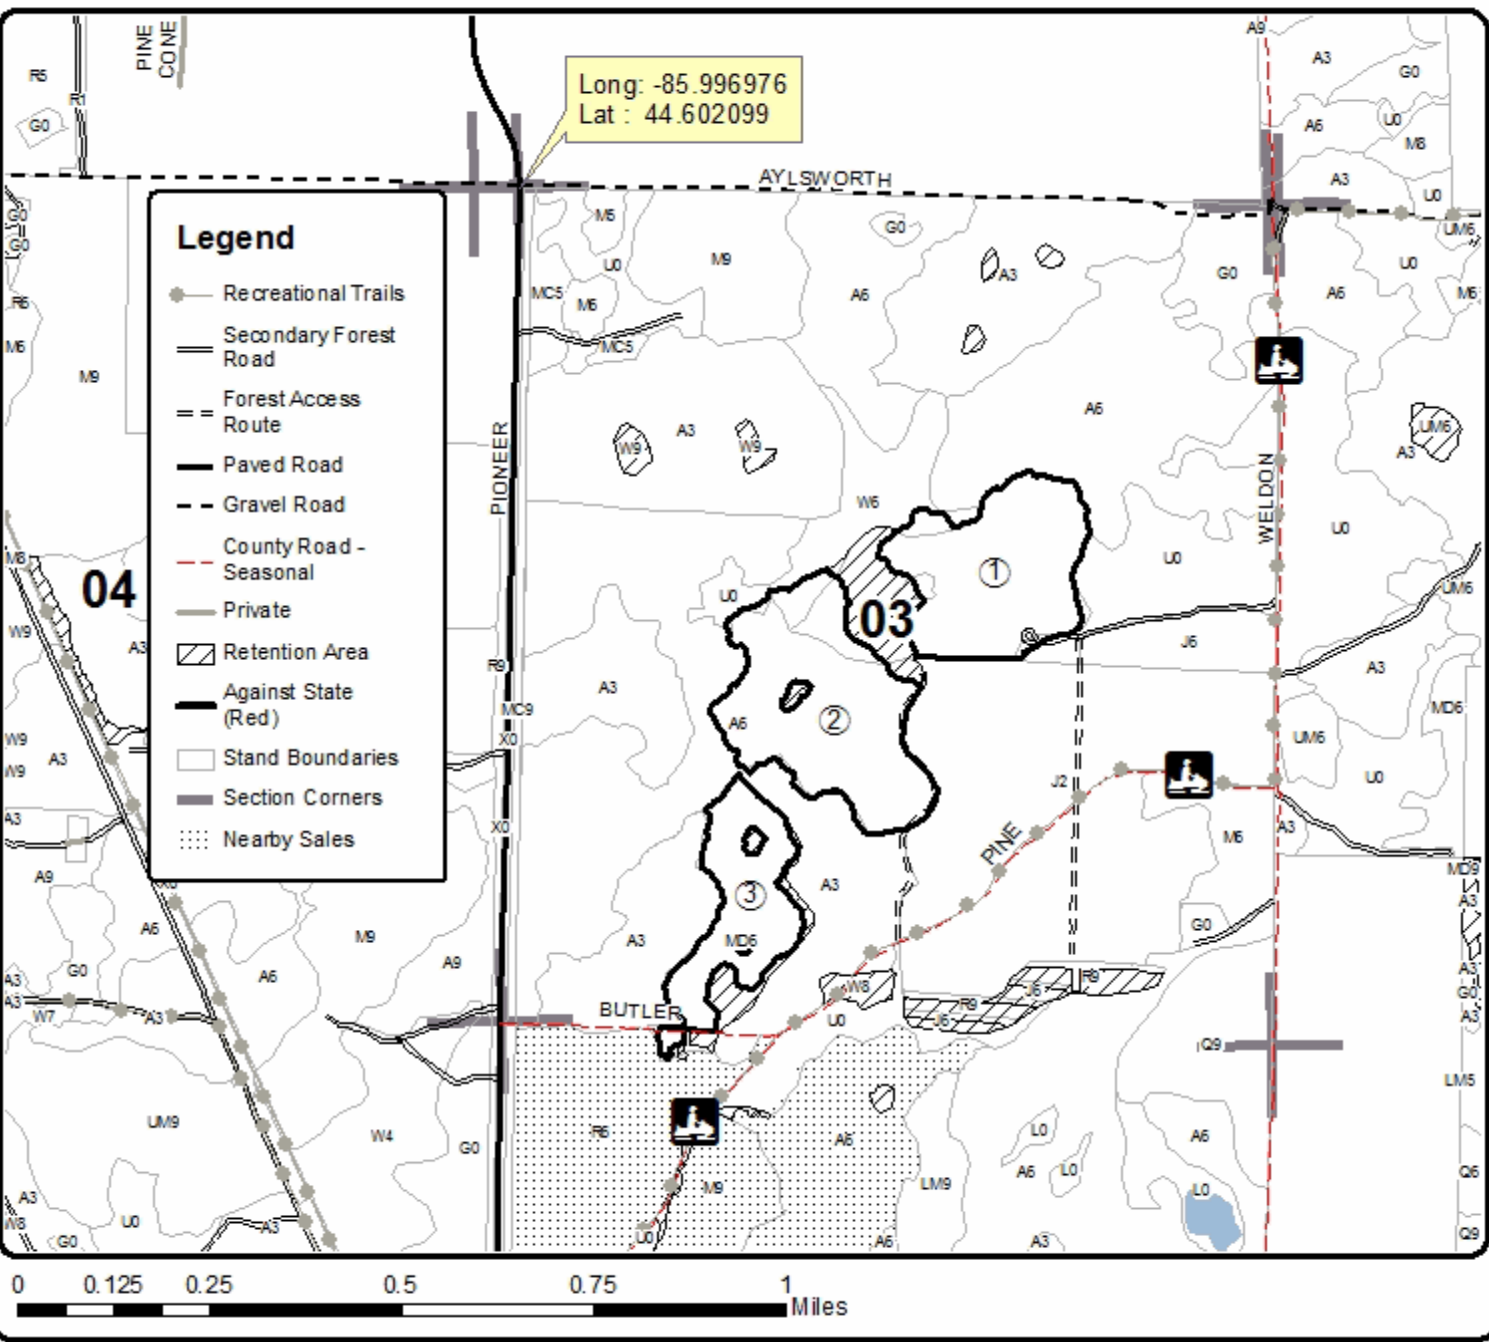 PINE
CONE
R5
R1
G0
Long: -85.996976
Lat : 44.602099
A9
A3
G0
A6
U0
M8
A3
U0
AYLSWORTH
UM6
G0
G0
R6
M6
M9
Legend
Recreational Trails
Secondary Forest
Road
Forest Access
Route
Paved Road
Gravel Road
County Road -
Seasonal
Private
Retention Area
Against State
(Red)
Stand Boundaries
Section Corners
Nearby Sales
M5
U0
M9
G0
MC5
M6
MC5
A6
A3
G0
U0
A6
M6
PIONEER
W9
A3
W9
A6
W6
WELDON
UM6
A3
U0
U0
UM6
M8
04
W9
A3
U0
1
03
J6
A3
R9
A3
MC9
X0
A6
2
MD6
UM6
U0
W9
W9
A3
A3
J2
PINE
X0
M6
A3
MD9
A3
A9
X0
A6
M9
A9
A3
3
MD6
A3
G0
A3
G0
A3
G0
A3
A3
W7
A3
A6
BUTLER
W8
U0
R9
J6
R9
J6
Q9
LM5
UM9
W4
G0
R6
A6
M9
LM9
L0
A6
L0
A6
L0
Q6
A3
W8
U0
G0
A3
U0
A6
A3
Q9
0
0.125
0.25
0.5
0.75
1
Miles